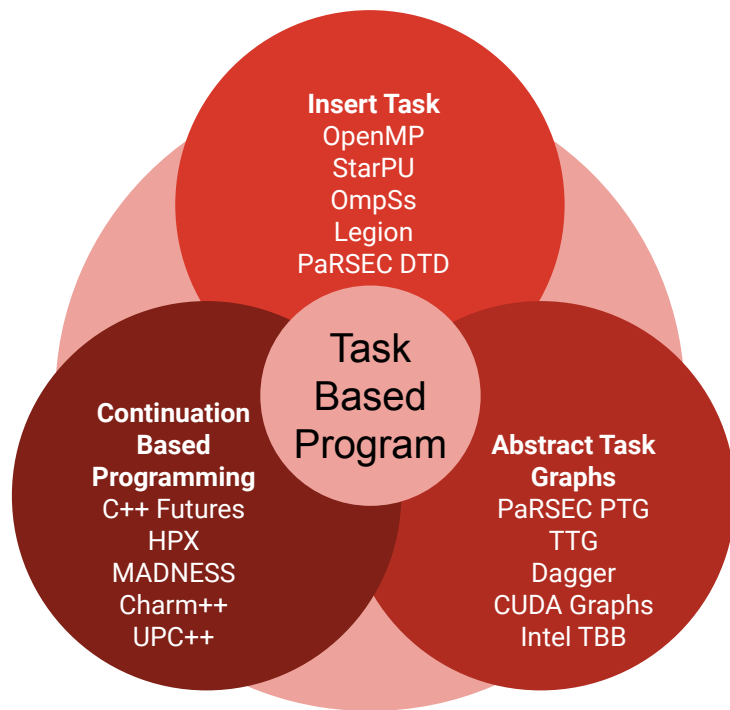 Insert Task
OpenMP
StarPU
OmpSs
Legion
PaRSEC DTD
Task
Based
Program
Continuation
Based
Programming
C++ Futures
HPX
MADNESS
Charm++
UPC++
Abstract Task
Graphs
PaRSEC PTG
TTG
Dagger
CUDA Graphs
Intel TBB